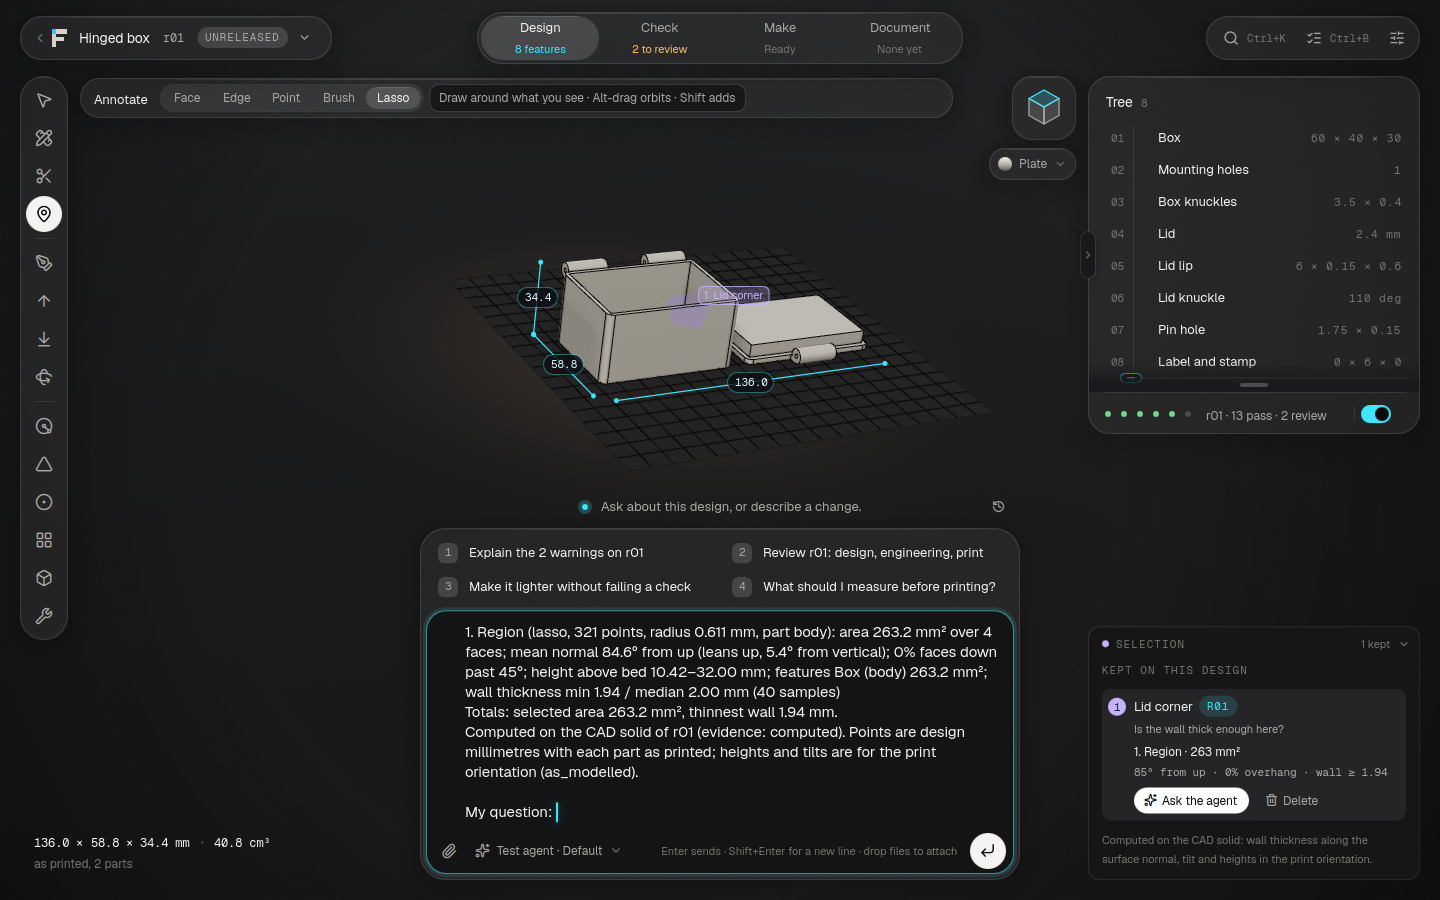 Hinged box r01 UNRELEASED
Design
8 features
Check
2 to review
Make
Ready
Document
None yet
Ctrl+K
Ctrl+B
Annotate
Face
Edge
Point
Brush
Lasso
Draw around what you see · Alt-drag orbits · Shift adds
Plate
Tree 8
01 Box 60 × 40 × 30
02 Mounting holes 1
03 Box knuckles 3.5 × 0.4
04 Lid 2.4 mm
05 Lid lip 6 × 0.15 × 0.6
06 Lid knuckle 110 deg
07 Pin hole 1.75 × 0.15
08 Label and stamp 0 × 6 × 0
r01 · 13 pass · 2 review
34.4
1 Lid corner
58.8
136.0
Ask about this design, or describe a change.
1 Explain the 2 warnings on r01
2 Review r01: design, engineering, print
3 Make it lighter without failing a check
4 What should I measure before printing?
1. Region (lasso, 321 points, radius 0.611 mm, part body): area 263.2 mm² over 4
faces; mean normal 84.6° from up (leans up, 5.4° from vertical); 0% faces down
past 45°; height above bed 10.42–32.00 mm; features Box (body) 263.2 mm²;
wall thickness min 1.94 / median 2.00 mm (40 samples)
Totals: selected area 263.2 mm², thinnest wall 1.94 mm.
Computed on the CAD solid of r01 (evidence: computed). Points are design
millimetres with each part as printed; heights and tilts are for the print
orientation (as_modelled).
My question:
Test agent · Default
Enter sends · Shift+Enter for a new line · drop files to attach
SELECTION 1 kept
KEPT ON THIS DESIGN
1 Lid corner R01
Is the wall thick enough here?
1. Region · 263 mm²
85° from up · 0% overhang · wall ≥ 1.94
Ask the agent
Delete
Computed on the CAD solid: wall thickness along the
surface normal, tilt and heights in the print orientation.
136.0 × 58.8 × 34.4 mm · 40.8 cm³
as printed, 2 parts